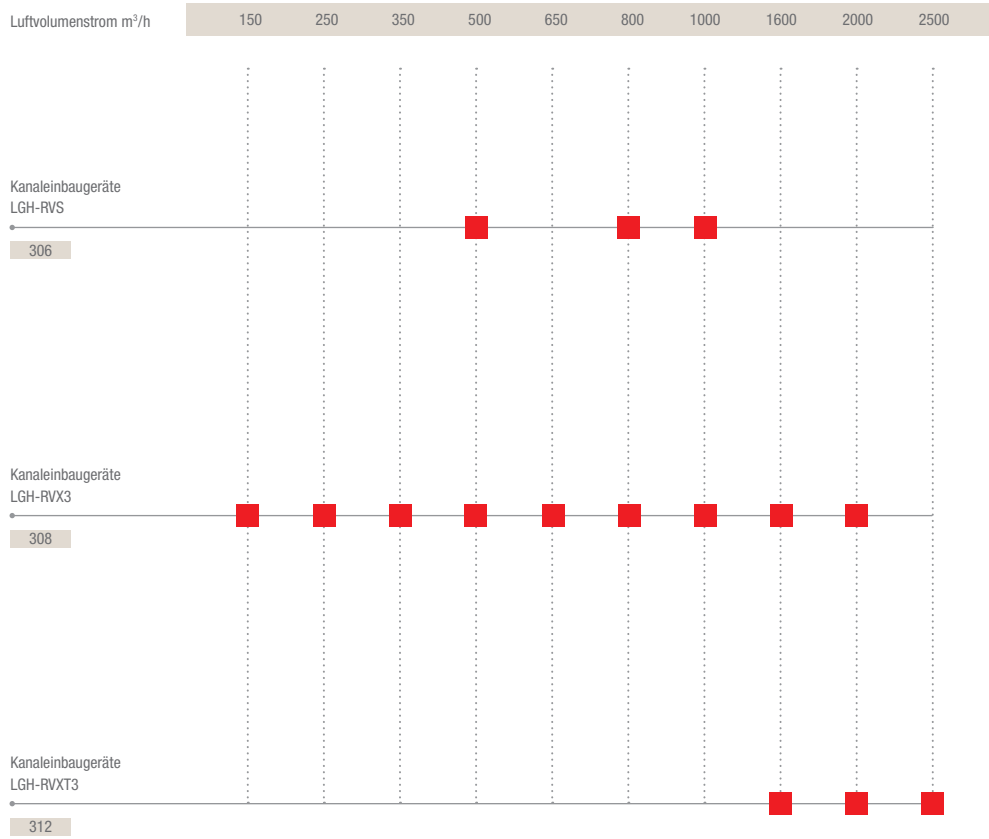 Luftvolumenstrom m³/h 150 250 350 500 650 800 1000 1600 2000 2500
Kanaleinbaugeräte
LGH-RVS
306
Kanaleinbaugeräte
LGH-RVX3
308
Kanaleinbaugeräte
LGH-RVXT3
312